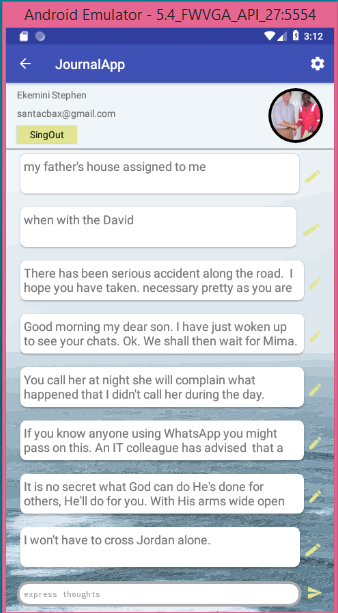 Android Emulator - 5.4_FWVGA_API_27:5554
3:12
JournalApp
Ekemini Stephen
santacbax@gmail.com
SingOut
my father's house assigned to me
when with the David
There has been serious accident along the road. I
hope you have taken. necessary pretty as you are
Good morning my dear son. I have just woken up
to see your chats. Ok. We shall then wait for Mima.
You call her at night she will complain what
happened that I didn't call her during the day.
If you know anyone using WhatsApp you might
pass on this. An IT colleague has advised that a
It is no secret what God can do He's done for
others, He'll do for you. With His arms wide open
I won't have to cross Jordan alone.
express thoughts